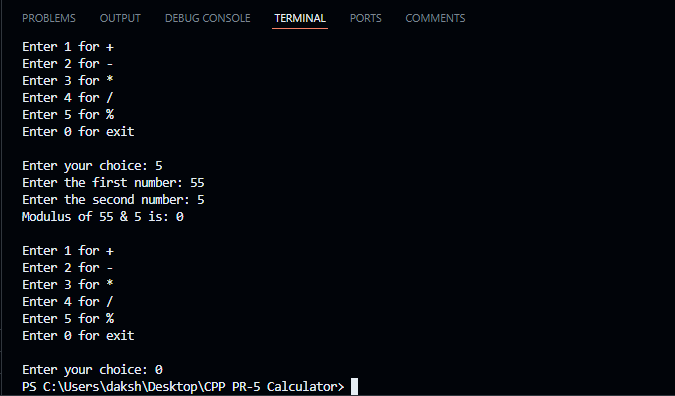 PROBLEMS OUTPUT DEBUG CONSOLE TERMINAL PORTS COMMENTS
Enter 1 for +
Enter 2 for -
Enter 3 for *
Enter 4 for /
Enter 5 for %
Enter 0 for exit
Enter your choice: 5
Enter the first number: 55
Enter the second number: 5
Modulus of 55 & 5 is: 0
Enter 1 for +
Enter 2 for -
Enter 3 for *
Enter 4 for /
Enter 5 for %
Enter 0 for exit
Enter your choice: 0
PS C:\Users\daksh\Desktop\CPP PR-5 Calculator>